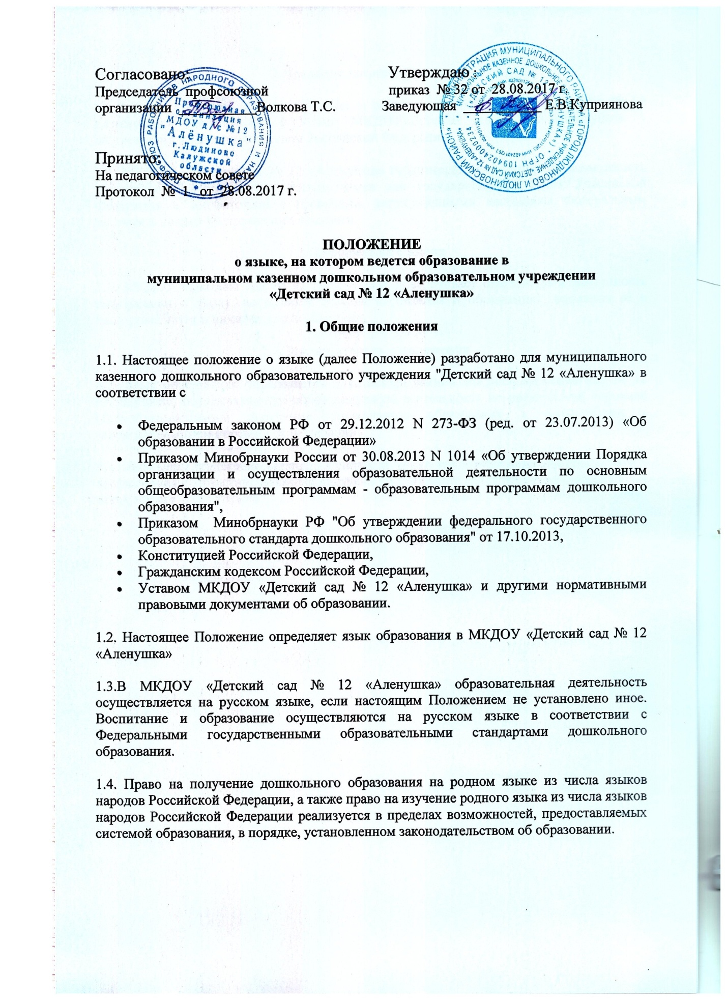 Согласовано:
Председатель профсоюзной
организации ___________Волкова Т.С.
Утверждаю :
приказ № 32 от 28.08.2017 г.
Заведующая ___________ Е.В.Куприянова
Профсоюзная
организация
МДОУ д/с №12
"Алёнушка"
г. Людиново
Калужской
области
Принято:
На педагогическом совете
Протокол № 1 от 28.08.2017 г.
ПОЛОЖЕНИЕ
о языке, на котором ведется образование в
муниципальном казенном дошкольном образовательном учреждении
«Детский сад № 12 «Аленушка»
1. Общие положения
1.1. Настоящее положение о языке (далее Положение) разработано для муниципального
казенного дошкольного образовательного учреждения "Детский сад № 12 «Аленушка» в
соответствии с
• Федеральным законом РФ от 29.12.2012 N 273-ФЗ (ред. от 23.07.2013) «Об
образовании в Российской Федерации»
• Приказом Минобрнауки России от 30.08.2013 N 1014 «Об утверждении Порядка
организации и осуществления образовательной деятельности по основным
общеобразовательным программам - образовательным программам дошкольного
образования",
• Приказом Минобрнауки РФ "Об утверждении федерального государственного
образовательного стандарта дошкольного образования" от 17.10.2013,
• Конституцией Российской Федерации,
• Гражданским кодексом Российской Федерации,
• Уставом МКДОУ «Детский сад № 12 «Аленушка» и другими нормативными
правовыми документами об образовании.
1.2. Настоящее Положение определяет язык образования в МКДОУ «Детский сад № 12
«Аленушка»
1.3.В МКДОУ «Детский сад № 12 «Аленушка» образовательная деятельность
осуществляется на русском языке, если настоящим Положением не установлено иное.
Воспитание и образование осуществляются на русском языке в соответствии с
Федеральными государственными образовательными стандартами дошкольного
образования.
1.4. Право на получение дошкольного образования на родном языке из числа языков
народов Российской Федерации, а также право на изучение родного языка из числа языков
народов Российской Федерации реализуется в пределах возможностей, предоставляемых
системой образования, в порядке, установленном законодательством об образовании.